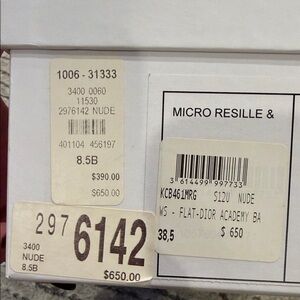 1006 - 31333
3400 0060
11530
2976142 NUDE
401104 456197
8.5B
$390.00
$650.00
297 6142
3400
NUDE
8.5B
$650.00
MICRO RESILLE &
3 614499 997733
KCB461MRG S12U NUDE
WS - FLAT-DIOR ACADEMY BA
38,5 $ 650